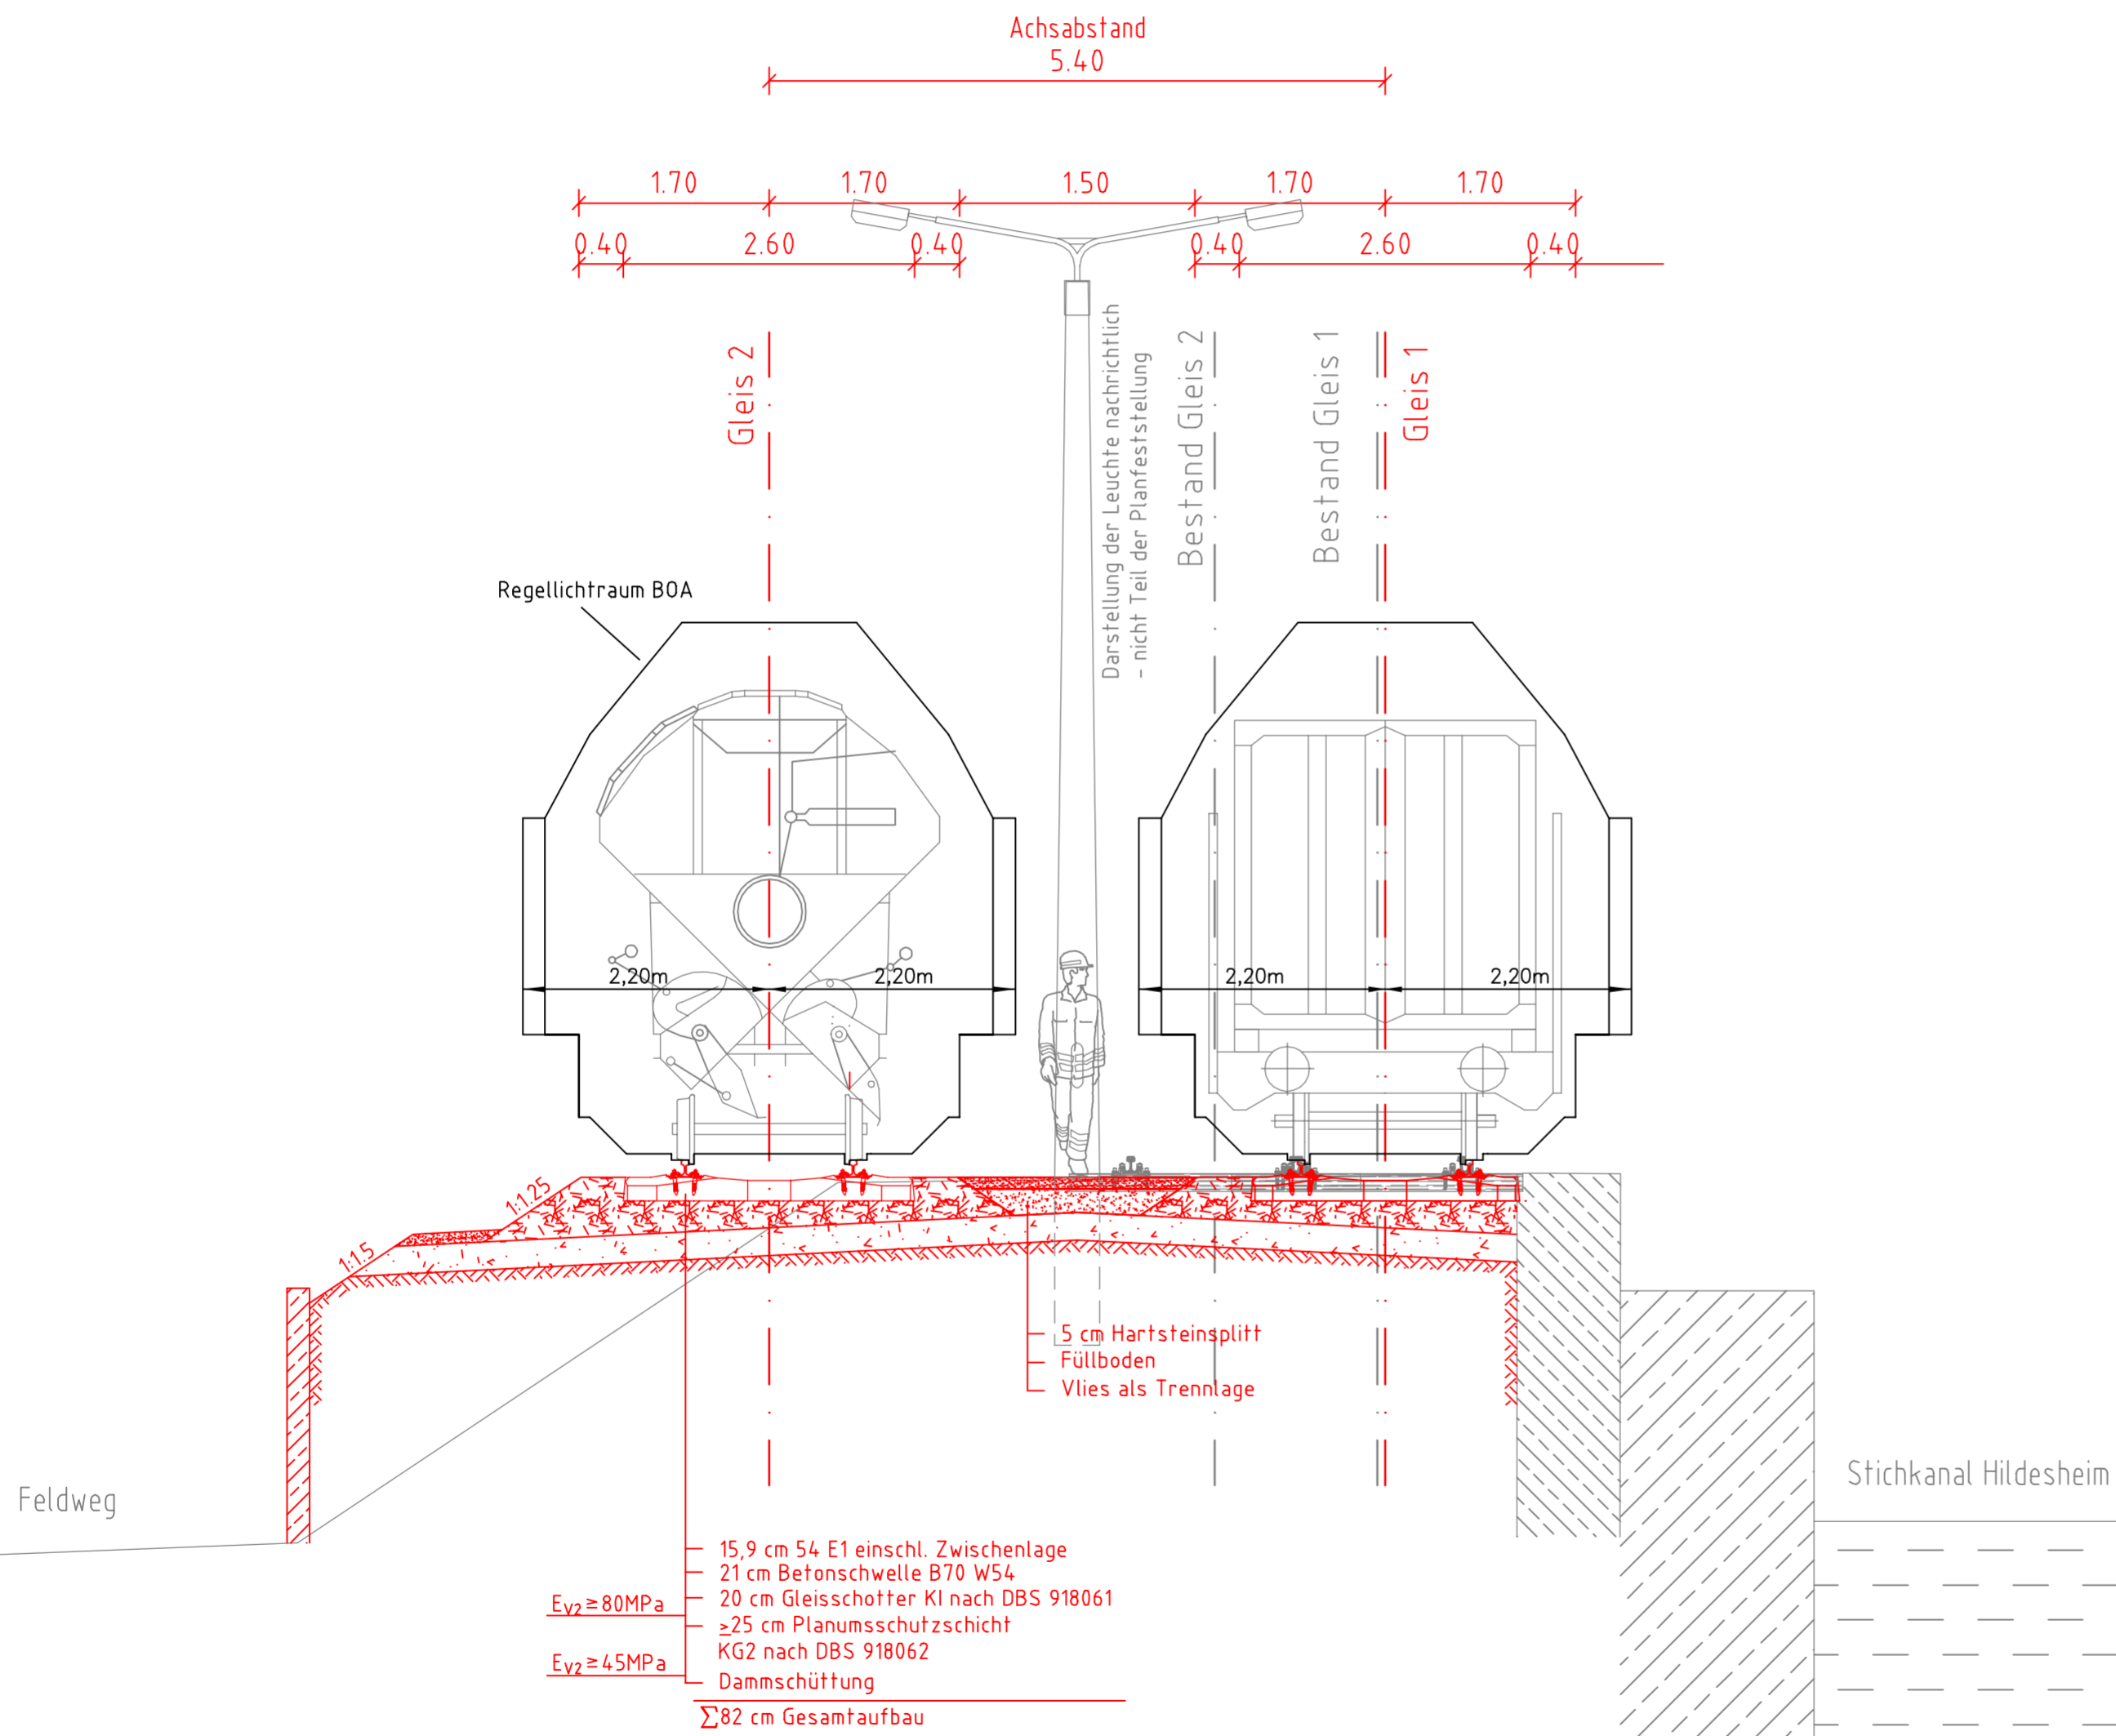 Achsabstand
5.40
1.70
1.70
1.50
1.70
1.70
0.40
2.60
0.40
0.40
2.60
0.40
Gleis 2
Darstellung der Leuchte nachrichtlich
- nicht Teil der Planfeststellung
Bestand Gleis 2
Bestand Gleis 1
Gleis 1
Regellichtraum BOA
2,20m
2,20m
2,20m
2,20m
1:1.25
1:1.5
5 cm Hartsteinsplitt
Füllboden
Vlies als Trennlage
Feldweg
Stichkanal Hildesheim
15,9 cm 54 E1 einschl. Zwischenlage
21 cm Betonschwelle B70 W54
20 cm Gleisschotter KI nach DBS 918061
Ev2≥80MPa
≥25 cm Planumsschutzschicht
KG2 nach DBS 918062
Ev2≥45MPa
Dammschüttung
∑82 cm Gesamtaufbau